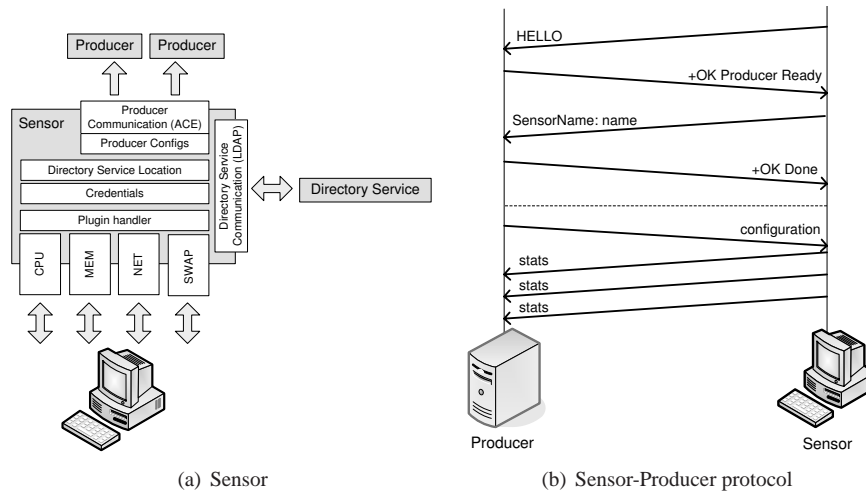 Producer
Producer
Sensor
Producer
Communication (ACE)
Producer Configs
Directory Service Location
Credentials
Plugin handler
Directory Service
Communication (LDAP)
Directory Service
CPU
MEM
NET
SWAP
(a) Sensor
HELLO
+OK Producer Ready
SensorName: name
+OK Done
configuration
stats
stats
stats
Producer
Sensor
(b) Sensor-Producer protocol